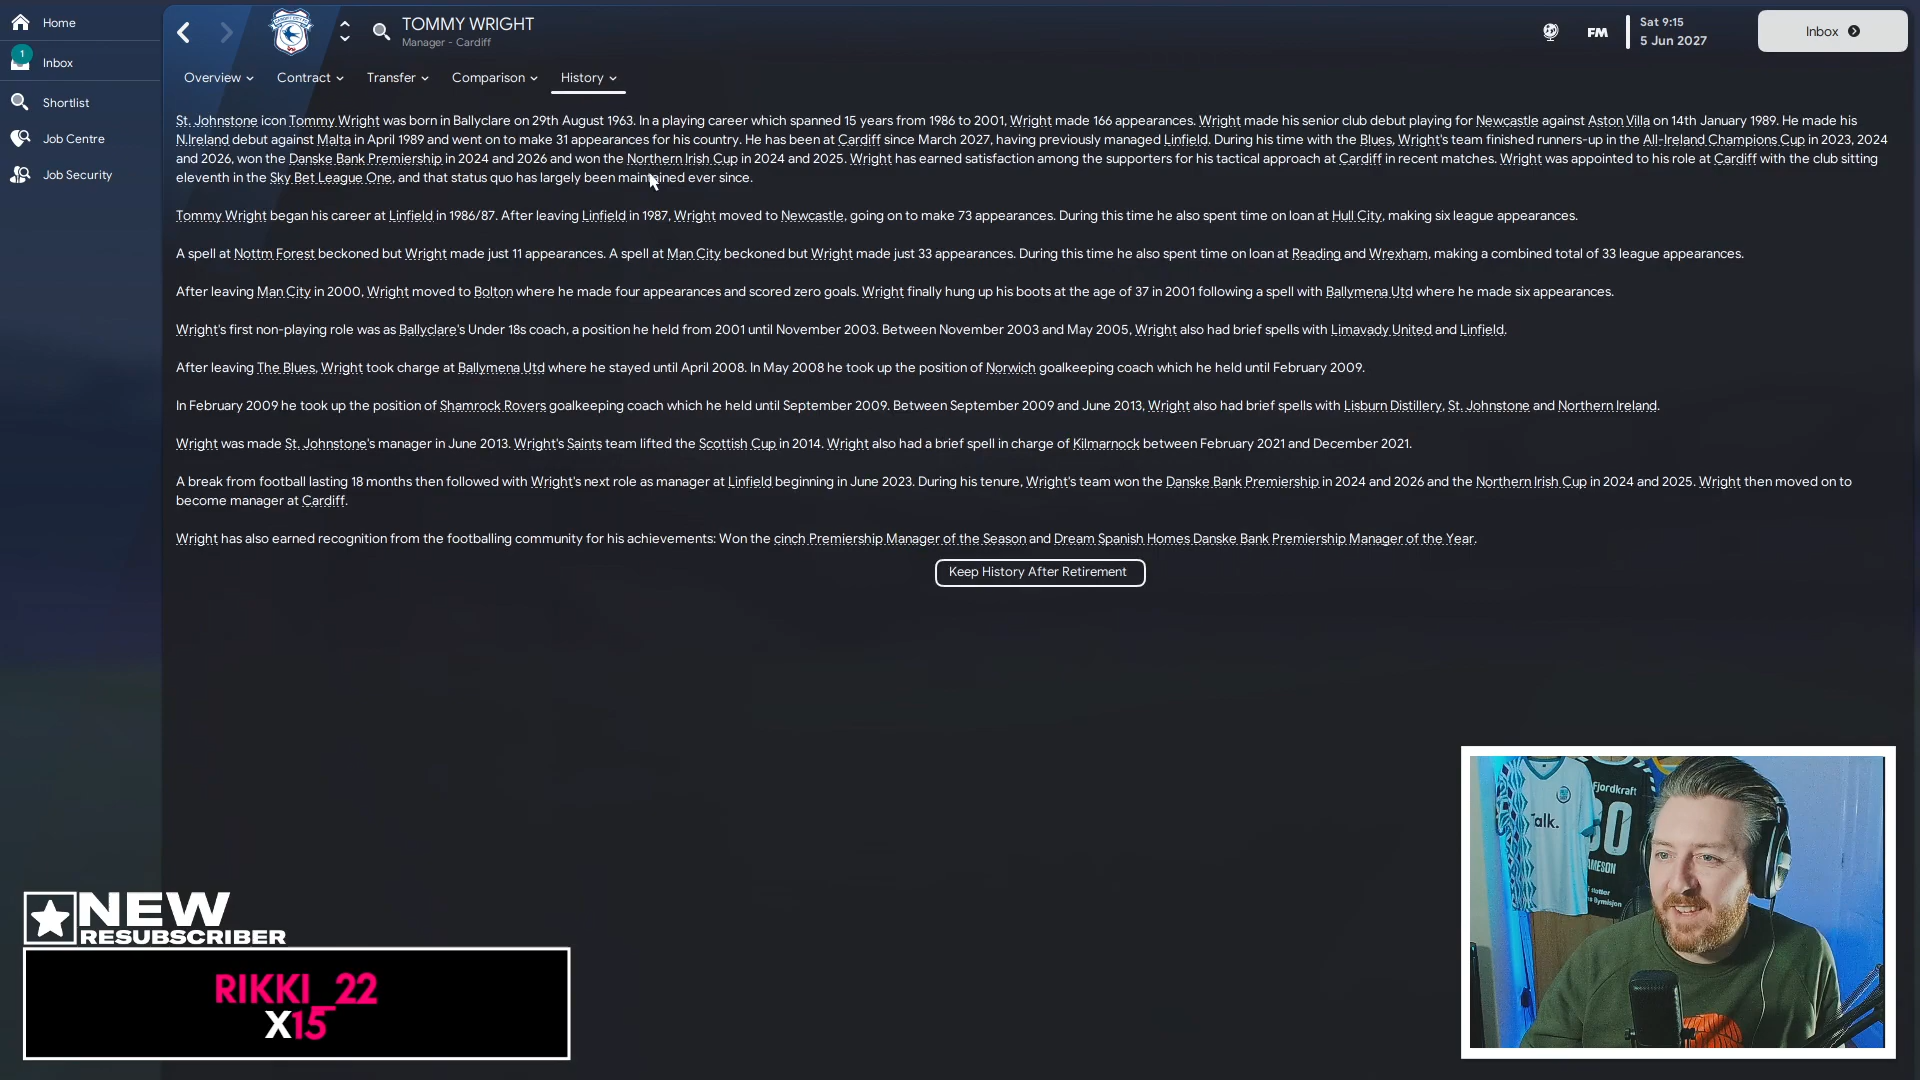 Home
1
Inbox
Shortlist
Job Centre
Job Security
TOMMY WRIGHT
Manager - Cardiff
FM
Sat 9:15
5 Jun 2027
Inbox
Overview
Contract
Transfer
Comparison
History
St. Johnstone icon Tommy Wright was born in Ballyclare on 29th August 1963. In a playing career which spanned 15 years from 1986 to 2001, Wright made 166 appearances. Wright made his senior club debut playing for Newcastle against Aston Villa on 14th January 1989. He made his
N.Ireland debut against Malta in April 1989 and went on to make 31 appearances for his country. He has been at Cardiff since March 2027, having previously managed Linfield. During his time with the Blues, Wright's team finished runners-up in the All-Ireland Champions Cup in 2023, 2024
and 2026, won the Danske Bank Premiership in 2024 and 2026 and won the Northern Irish Cup in 2024 and 2025. Wright has earned satisfaction among the supporters for his tactical approach at Cardiff in recent matches. Wright was appointed to his role at Cardiff with the club sitting
eleventh in the Sky Bet League One, and that status quo has largely been maintained ever since.
Tommy Wright began his career at Linfield in 1986/87. After leaving Linfield in 1987, Wright moved to Newcastle, going on to make 73 appearances. During this time he also spent time on loan at Hull City, making six league appearances.
A spell at Nottm Forest beckoned but Wright made just 11 appearances. A spell at Man City beckoned but Wright made just 33 appearances. During this time he also spent time on loan at Reading and Wrexham, making a combined total of 33 league appearances.
After leaving Man City in 2000, Wright moved to Bolton where he made four appearances and scored zero goals. Wright finally hung up his boots at the age of 37 in 2001 following a spell with Ballymena Utd where he made six appearances.
Wright's first non-playing role was as Ballyclare's Under 18s coach, a position he held from 2001 until November 2003. Between November 2003 and May 2005, Wright also had brief spells with Limavady United and Linfield.
After leaving The Blues, Wright took charge at Ballymena Utd where he stayed until April 2008. In May 2008 he took up the position of Norwich goalkeeping coach which he held until February 2009.
In February 2009 he took up the position of Shamrock Rovers goalkeeping coach which he held until September 2009. Between September 2009 and June 2013, Wright also had brief spells with Lisburn Distillery, St. Johnstone and Northern Ireland.
Wright was made St. Johnstone's manager in June 2013. Wright's Saints team lifted the Scottish Cup in 2014. Wright also had a brief spell in charge of Kilmarnock between February 2021 and December 2021.
A break from football lasting 18 months then followed with Wright's next role as manager at Linfield beginning in June 2023. During his tenure, Wright's team won the Danske Bank Premiership in 2024 and 2026 and the Northern Irish Cup in 2024 and 2025. Wright then moved on to
become manager at Cardiff.
Wright has also earned recognition from the footballing community for his achievements: Won the cinch Premiership Manager of the Season and Dream Spanish Homes Danske Bank Premiership Manager of the Year.
Keep History After Retirement
NEW
RESUBSCRIBER
RIKKI_22
X15
Fjordkraft